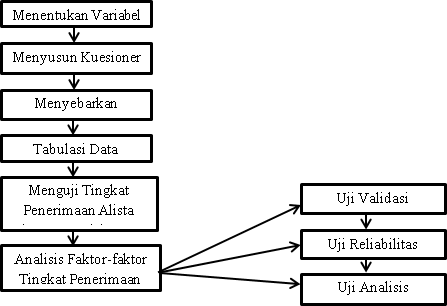 Menentukan Variabel
Menyusun Kuesioner
Menyebarkan
Tabulasi Data
Menguji Tingkat
Penerimaan Alista
Analisis Faktor-faktor
Tingkat Penerimaan
Uji Validasi
Uji Reliabilitas
Uji Analisis